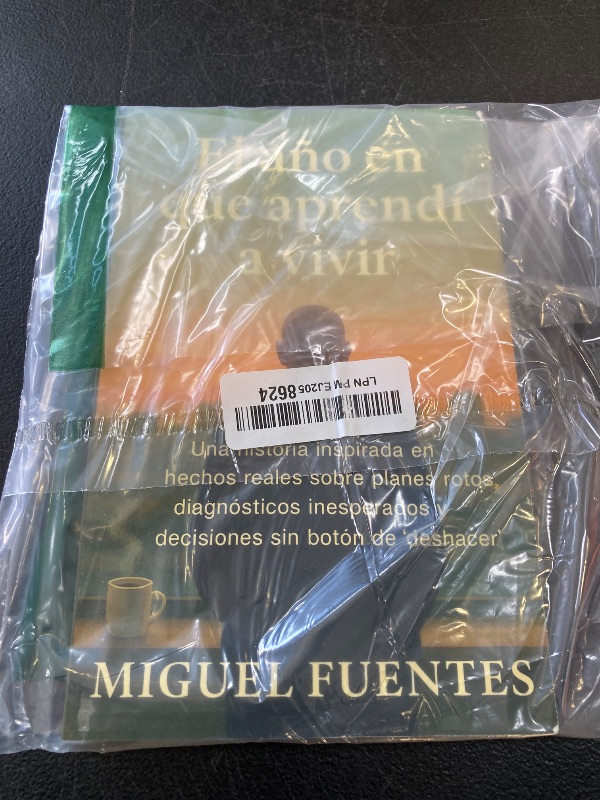 El año en
que aprendí
a vivir
LPN PM EJ205 8624
Una historia inspirada en
hechos reales sobre planes rotos,
diagnósticos inesperados y
decisiones sin botón de 'deshacer'
MIGUEL FUENTES